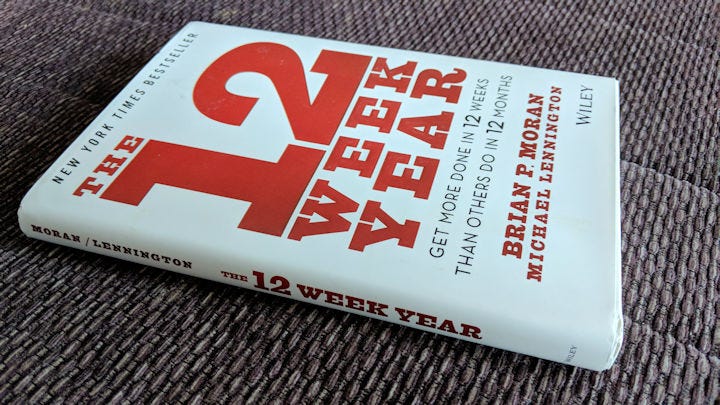 NEW YORK TIMES BESTSELLER
THE
12
WEEK
YEAR
GET MORE DONE IN 12 WEEKS
THAN OTHERS DO IN 12 MONTHS
BRIAN P. MORAN
MICHAEL LENNINGTON
WILEY
MORAN / LENNINGTON
THE 12 WEEK YEAR
WILEY